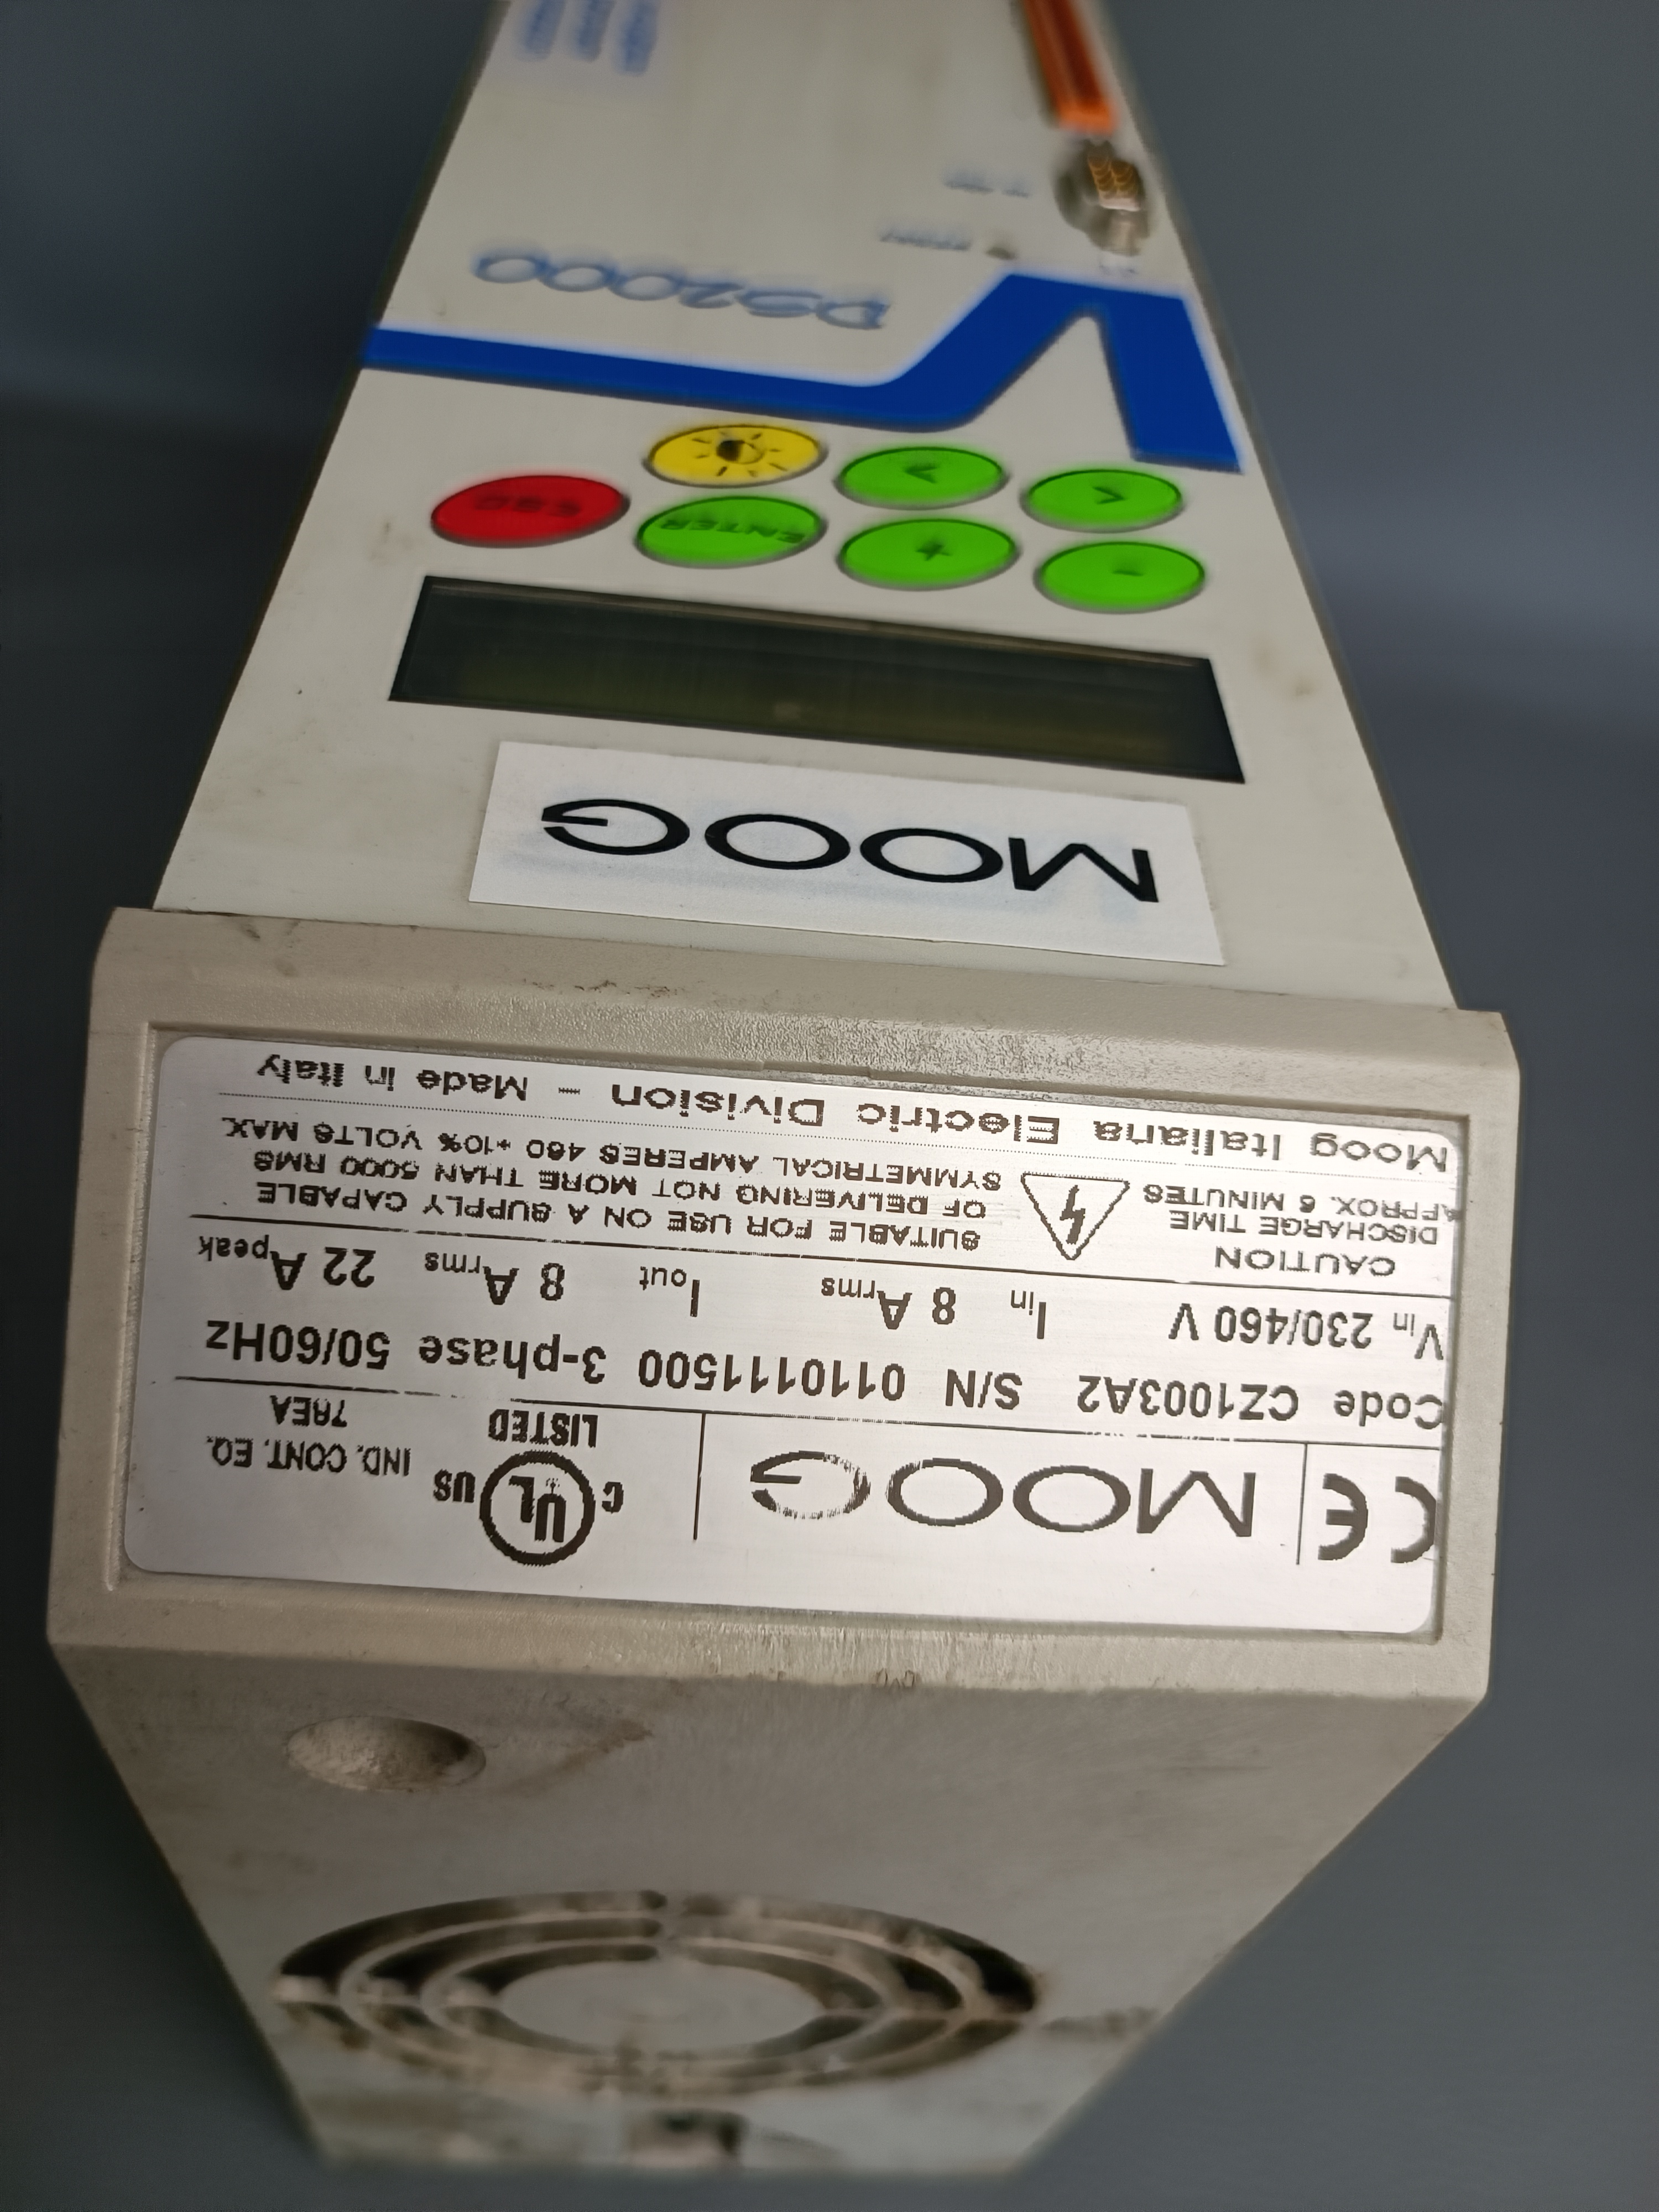 CE MOOG C UL US LISTED IND. CONT. EQ. 7REA
Code CZ1003A2 S/N 0110111500 3-phase 50/60Hz
Vin 230/460 V Iin 8 Arms Iout 8 Arms 22 Apeak
CAUTION
DISCHARGE TIME
APPROX. 6 MINUTES
SUITABLE FOR USE ON A SUPPLY CAPABLE
OF DELIVERING NOT MORE THAN 5000 RMS
SYMMETRICAL AMPERES 460 +10% VOLTS MAX.
Moog Italiana Electric Division - Made in Italy
MOOG
- + ENTER ESC
< >
DS2000